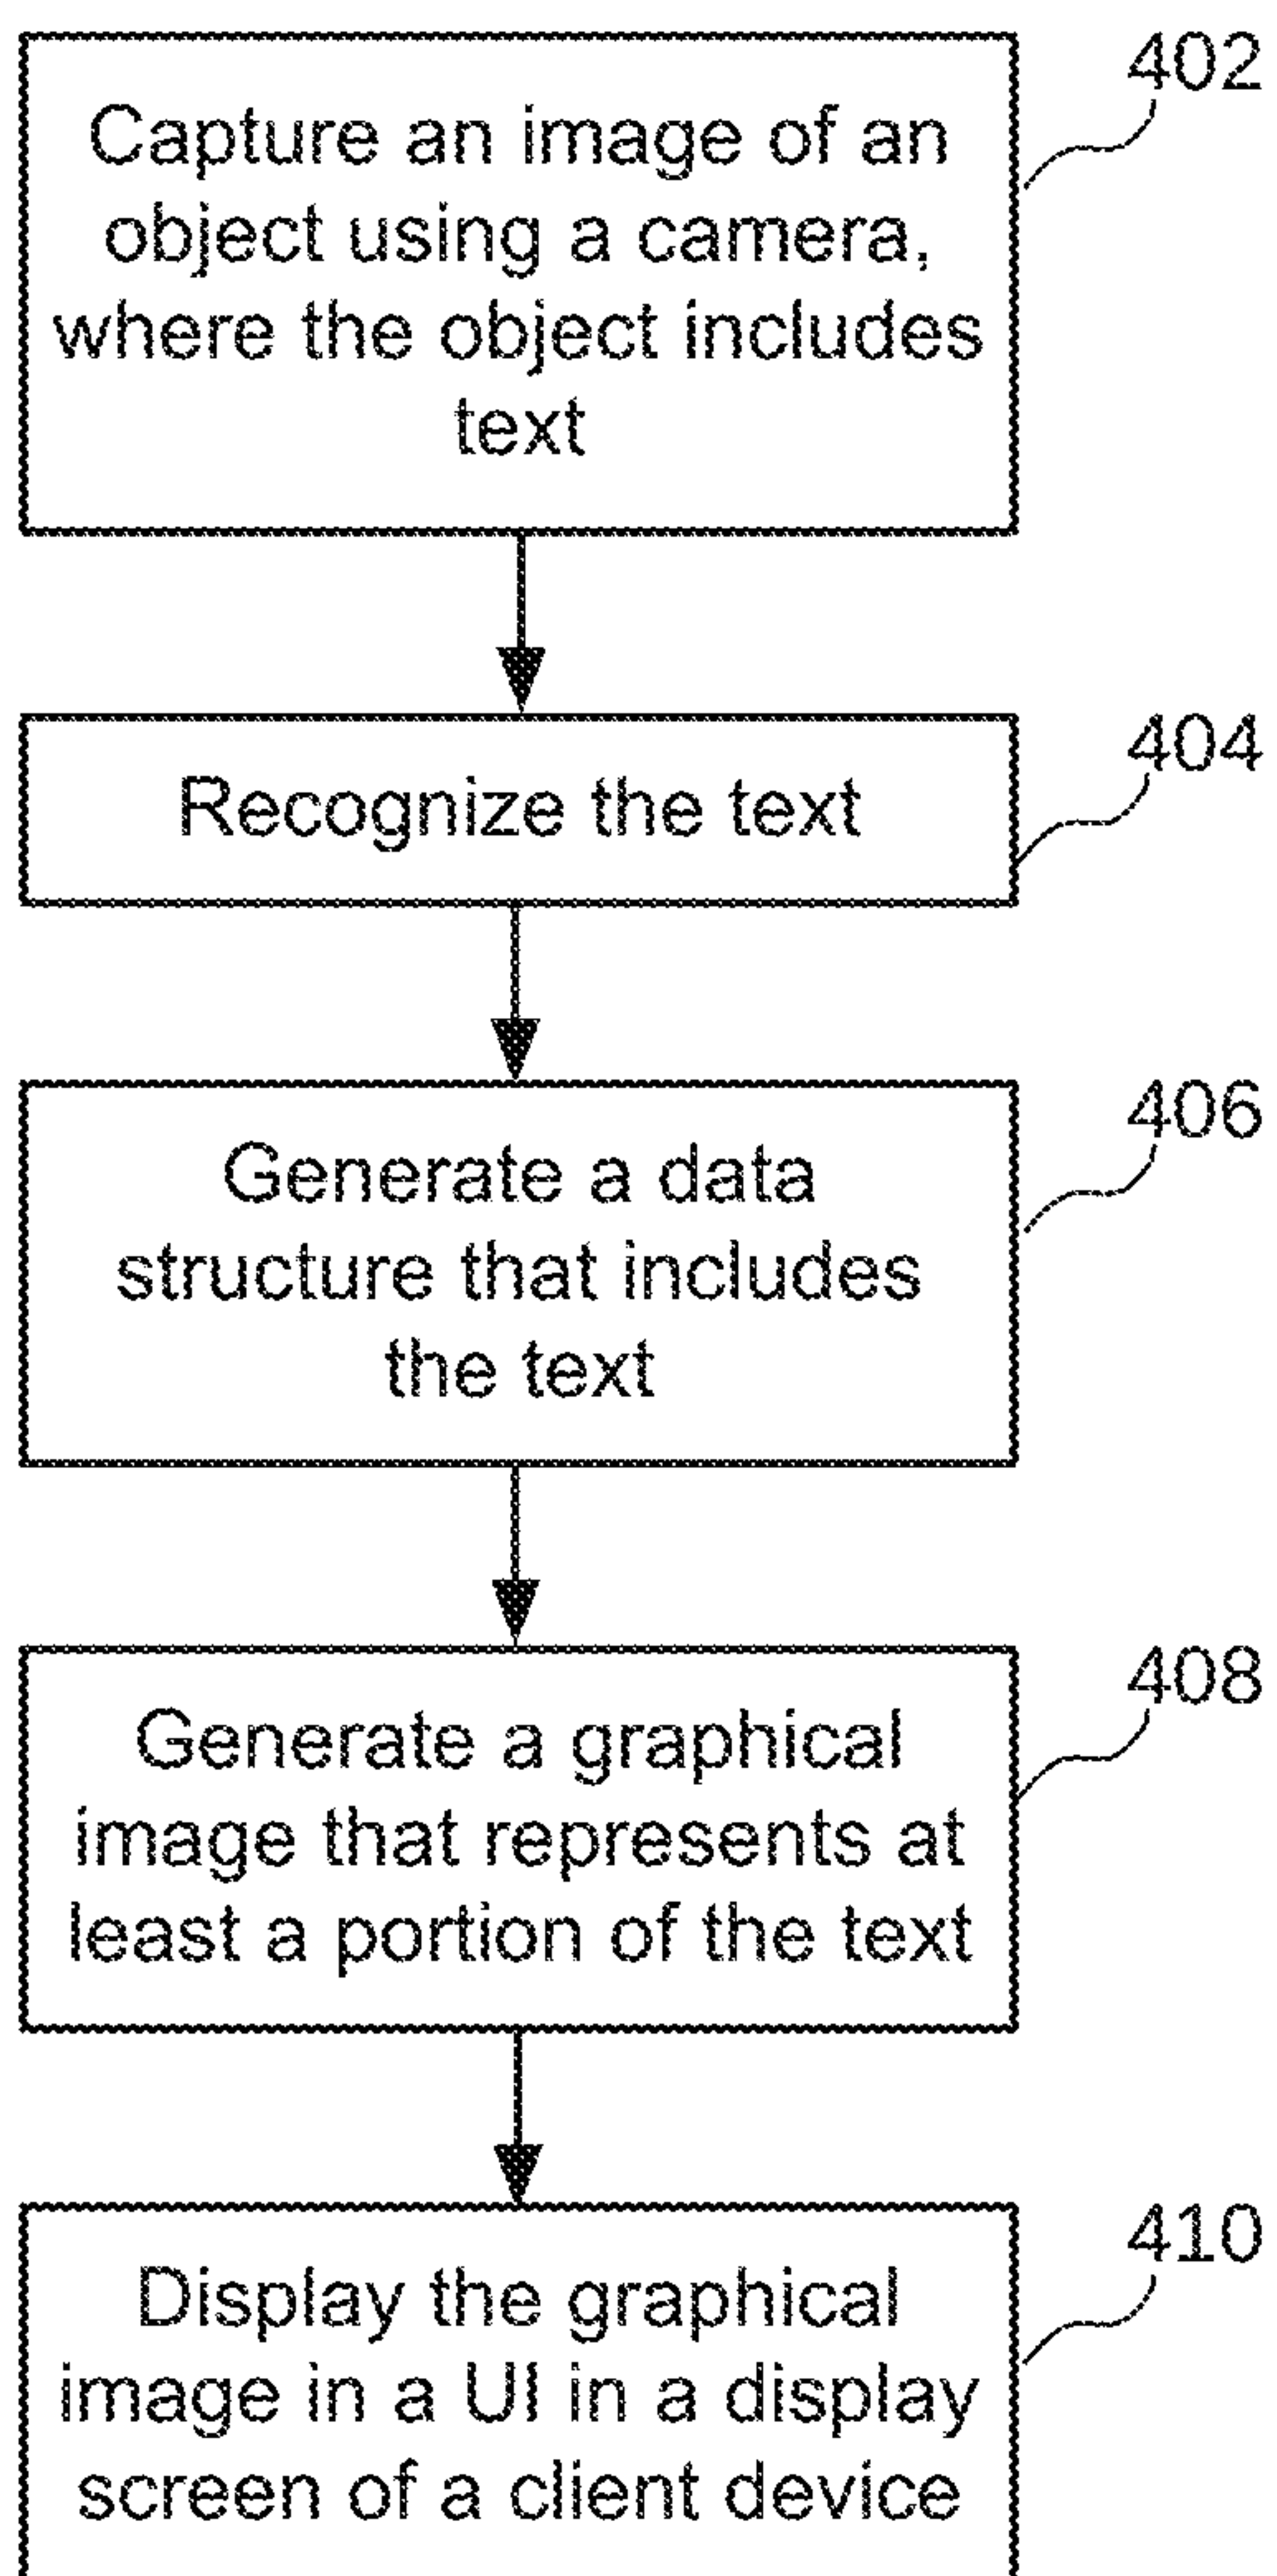 402
Capture an image of an
object using a camera,
where the object includes
text
404
Recognize the text
406
Generate a data
structure that includes
the text
408
Generate a graphical
image that represents at
least a portion of the text
410
Display the graphical
image in a UI in a display
screen of a client device